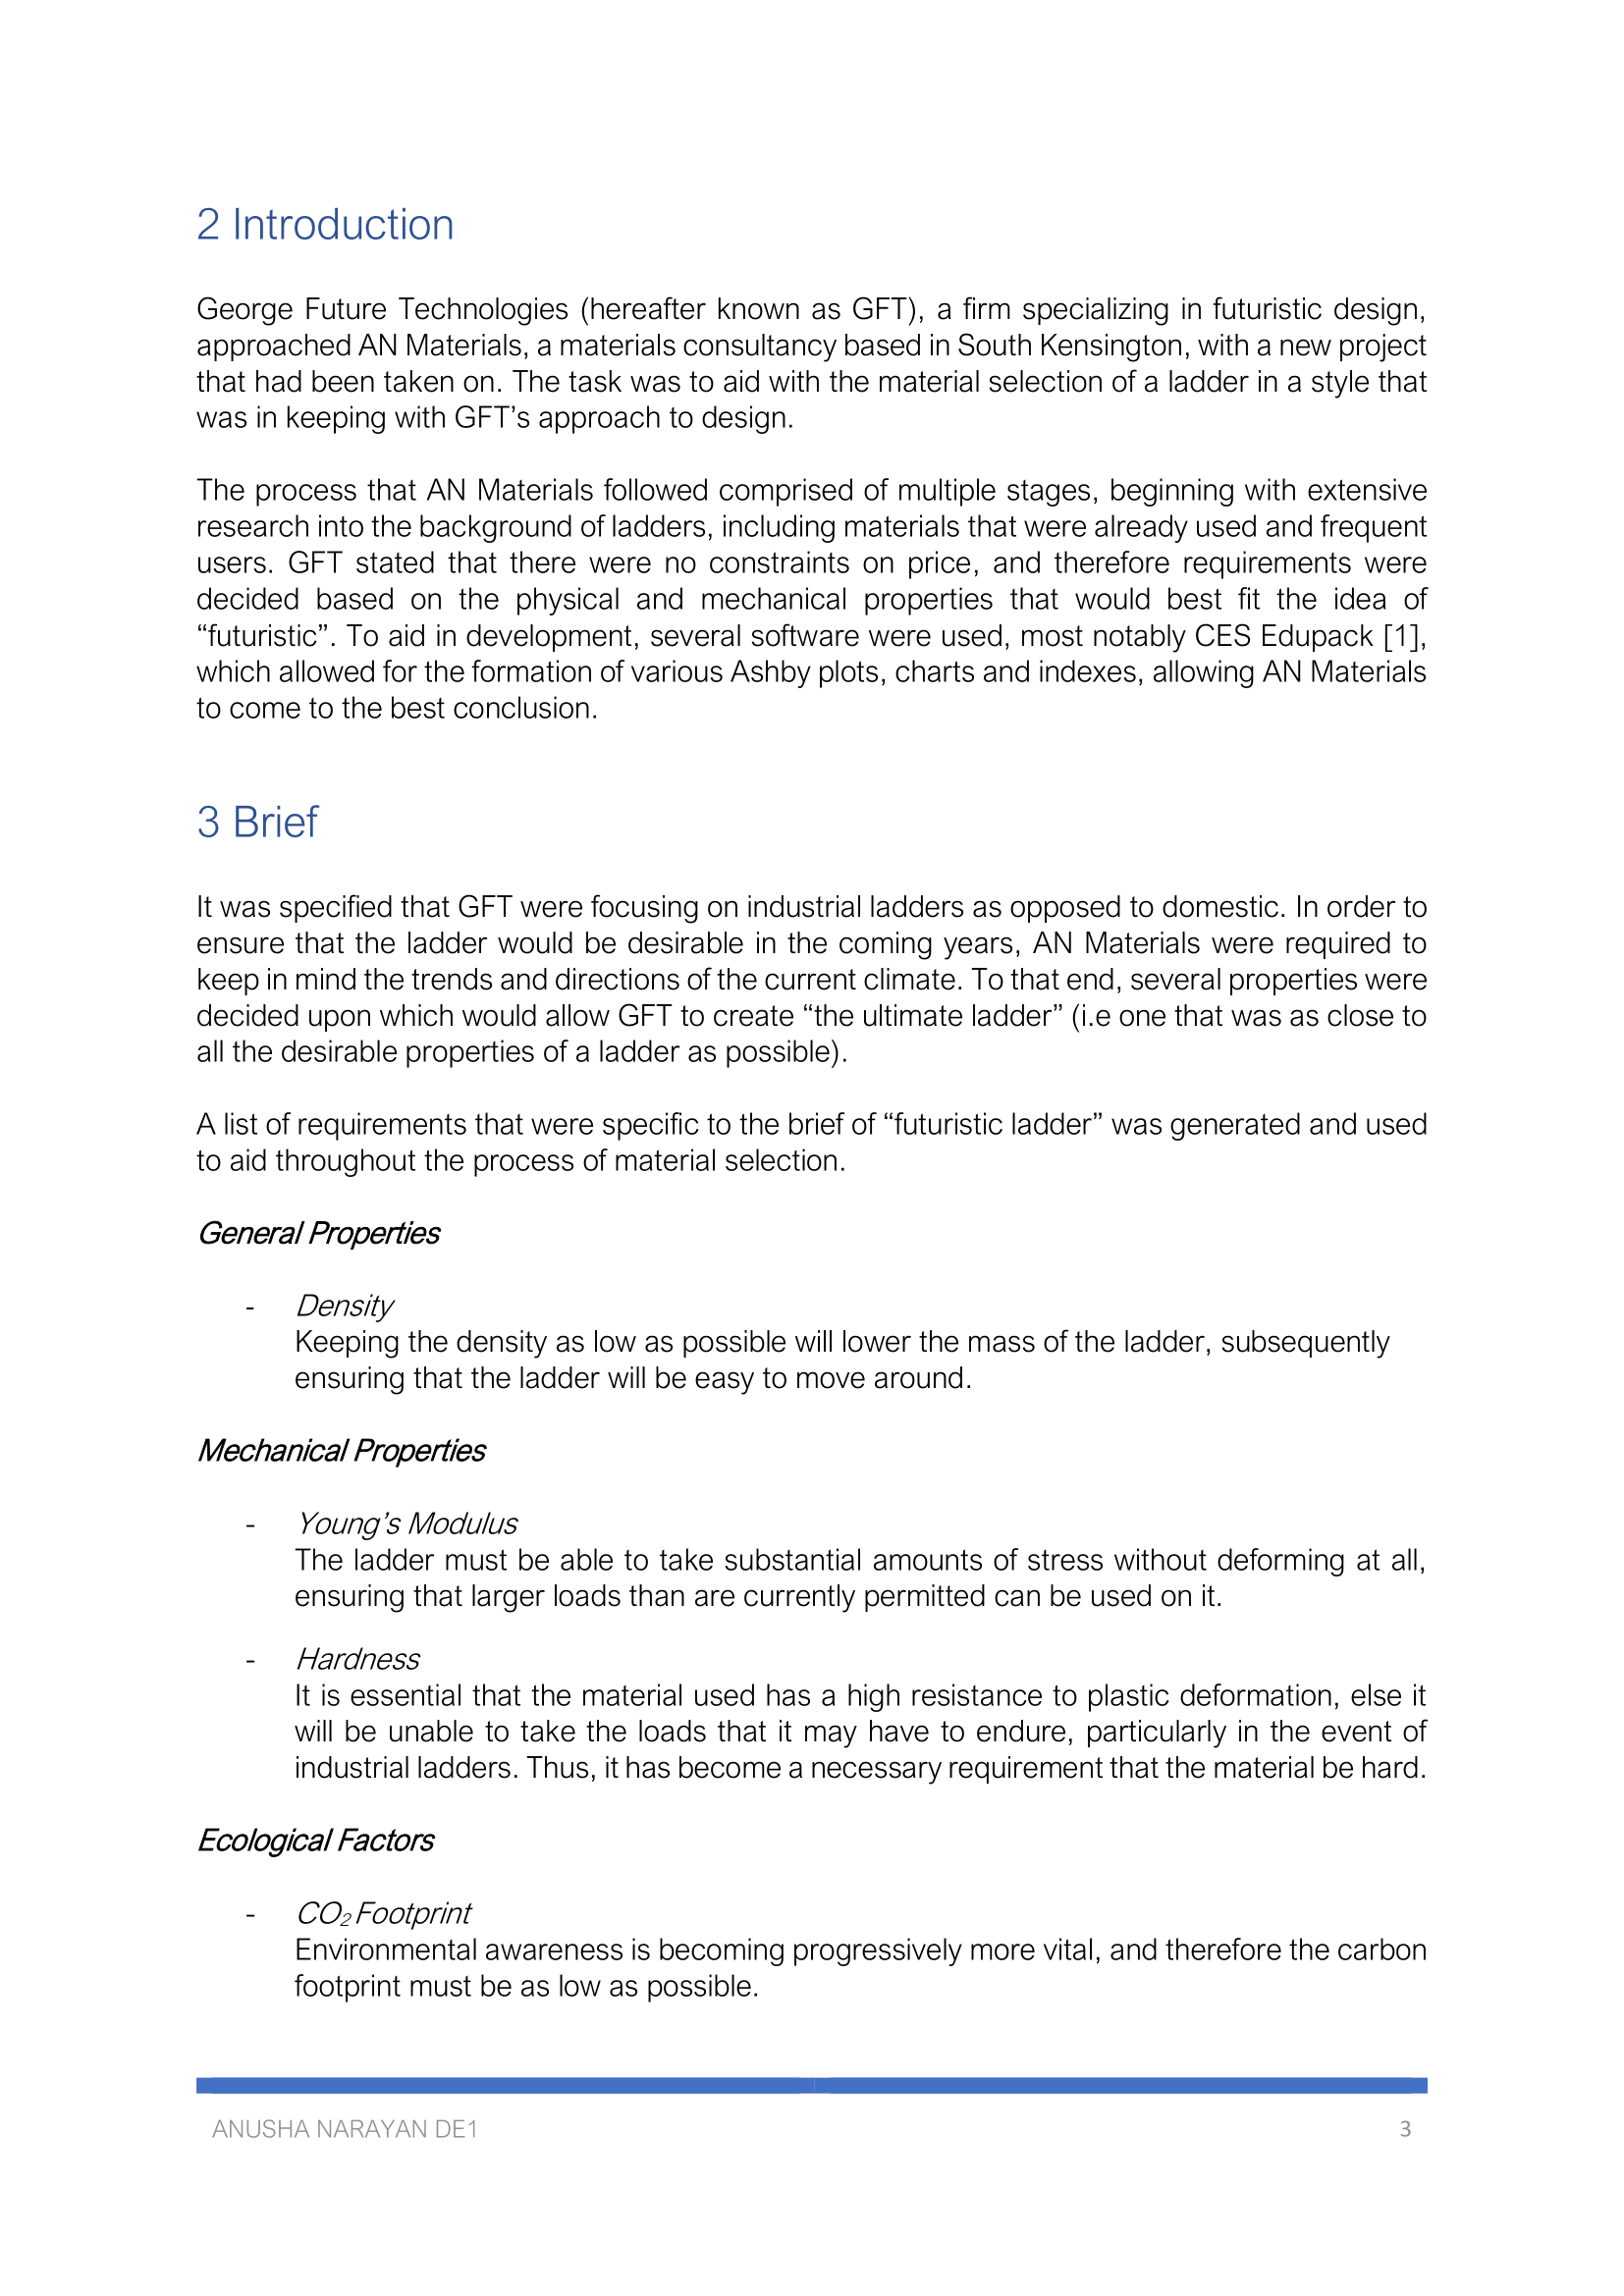 2 Introduction
George Future Technologies (hereafter known as GFT), a firm specializing in futuristic design,
approached AN Materials, a materials consultancy based in South Kensington, with a new project
that had been taken on. The task was to aid with the material selection of a ladder in a style that
was in keeping with GFT’s approach to design.
The process that AN Materials followed comprised of multiple stages, beginning with extensive
research into the background of ladders, including materials that were already used and frequent
users. GFT stated that there were no constraints on price, and therefore requirements were
decided based on the physical and mechanical properties that would best fit the idea of
“futuristic”. To aid in development, several software were used, most notably CES Edupack [1],
which allowed for the formation of various Ashby plots, charts and indexes, allowing AN Materials
to come to the best conclusion.
3 Brief
It was specified that GFT were focusing on industrial ladders as opposed to domestic. In order to
ensure that the ladder would be desirable in the coming years, AN Materials were required to
keep in mind the trends and directions of the current climate. To that end, several properties were
decided upon which would allow GFT to create “the ultimate ladder” (i.e one that was as close to
all the desirable properties of a ladder as possible).
A list of requirements that were specific to the brief of “futuristic ladder” was generated and used
to aid throughout the process of material selection.
General Properties
- Density
Keeping the density as low as possible will lower the mass of the ladder, subsequently
ensuring that the ladder will be easy to move around.
Mechanical Properties
- Young’s Modulus
The ladder must be able to take substantial amounts of stress without deforming at all,
ensuring that larger loads than are currently permitted can be used on it.
- Hardness
It is essential that the material used has a high resistance to plastic deformation, else it
will be unable to take the loads that it may have to endure, particularly in the event of
industrial ladders. Thus, it has become a necessary requirement that the material be hard.
Ecological Factors
- CO₂ Footprint
Environmental awareness is becoming progressively more vital, and therefore the carbon
footprint must be as low as possible.
ANUSHA NARAYAN DE1 3